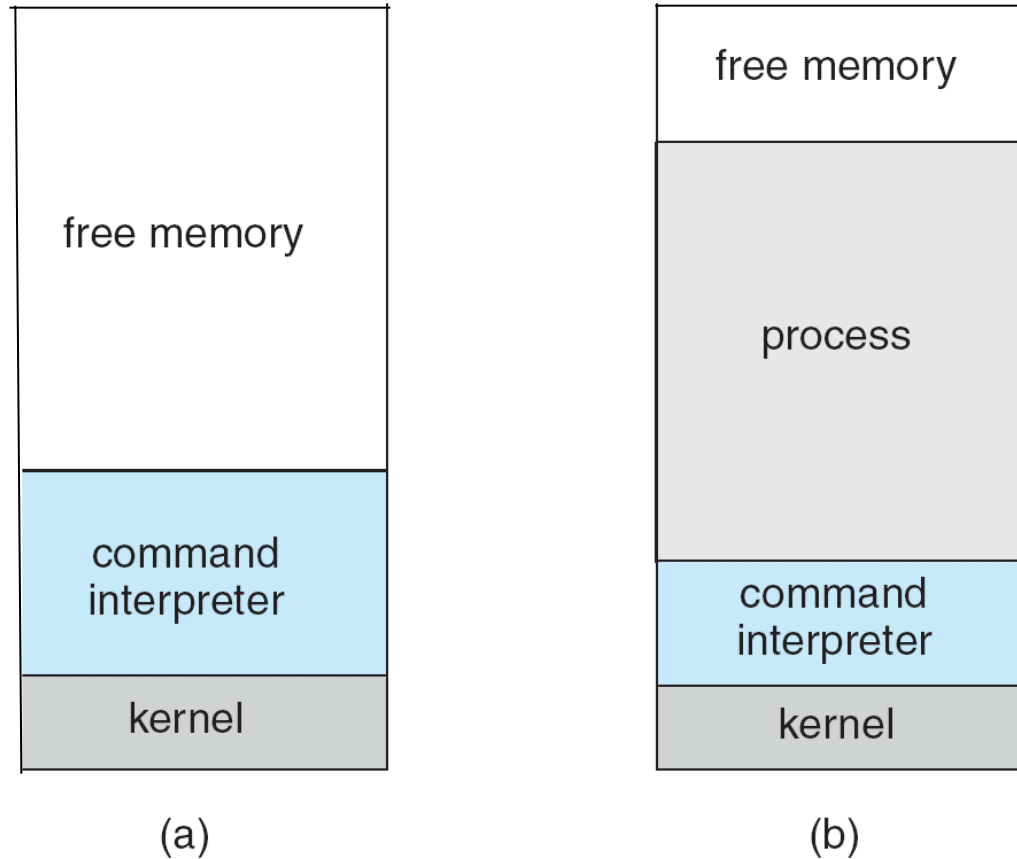 free memory
command
interpreter
kernel
(a)
free memory
process
command
interpreter
kernel
(b)